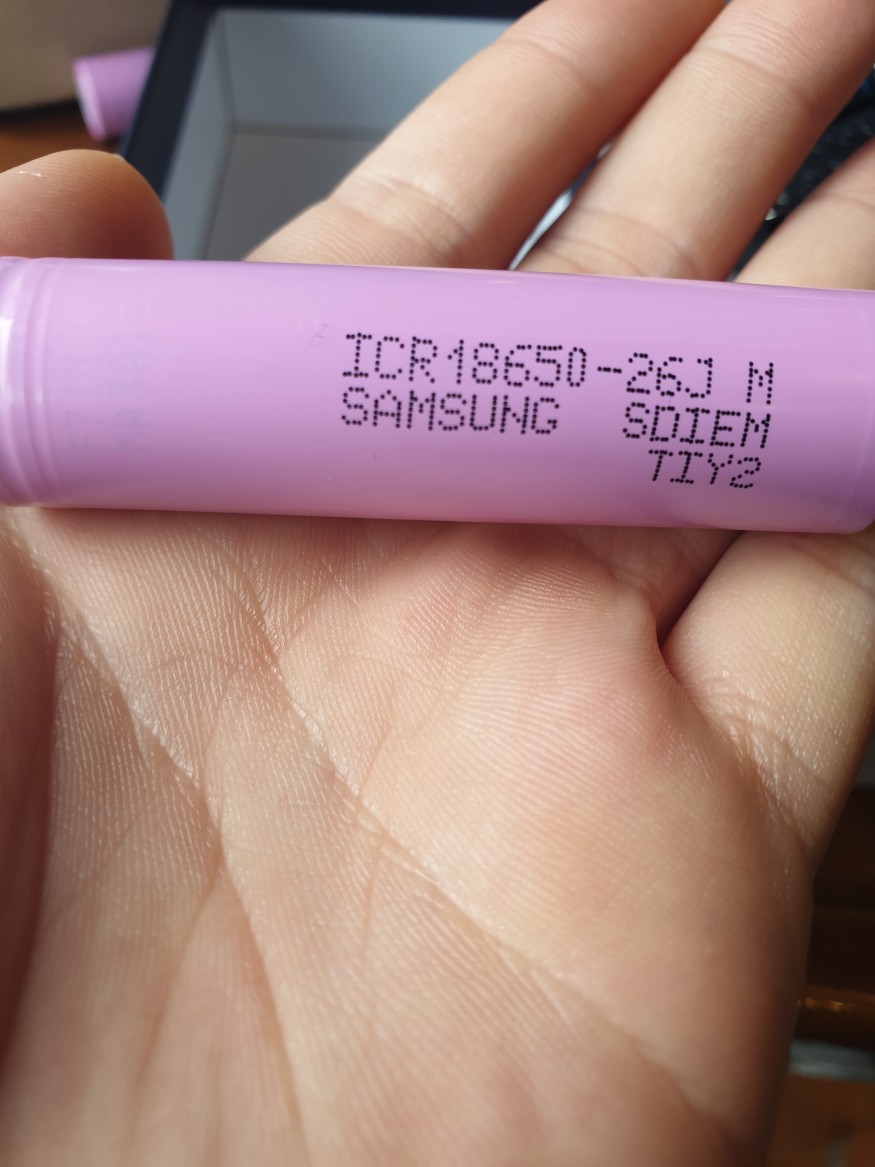 ICR18650-26J M
SAMSUNG SDIEM
TIY2